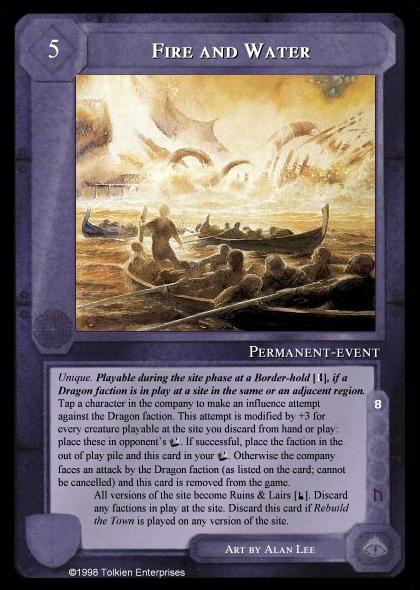 5
FIRE AND WATER
PERMANENT-EVENT
Unique. Playable during the site phase at a Border-hold [], if a
Dragon faction is in play at a site in the same or an adjacent region.
Tap a character in the company to make an influence attempt
against the Dragon faction. This attempt is modified by +3 for
every creature playable at the site you discard from hand or play:
place these in opponent's . If successful, place the faction in the
out of play pile and this card in your . Otherwise the company
faces an attack by the Dragon faction (as listed on the card; cannot
be cancelled) and this card is removed from the game.
All versions of the site become Ruins & Lairs []. Discard
any factions in play at the site. Discard this card if Rebuild
the Town is played on any version of the site.
8
ART BY ALAN LEE
©1998 Tolkien Enterprises